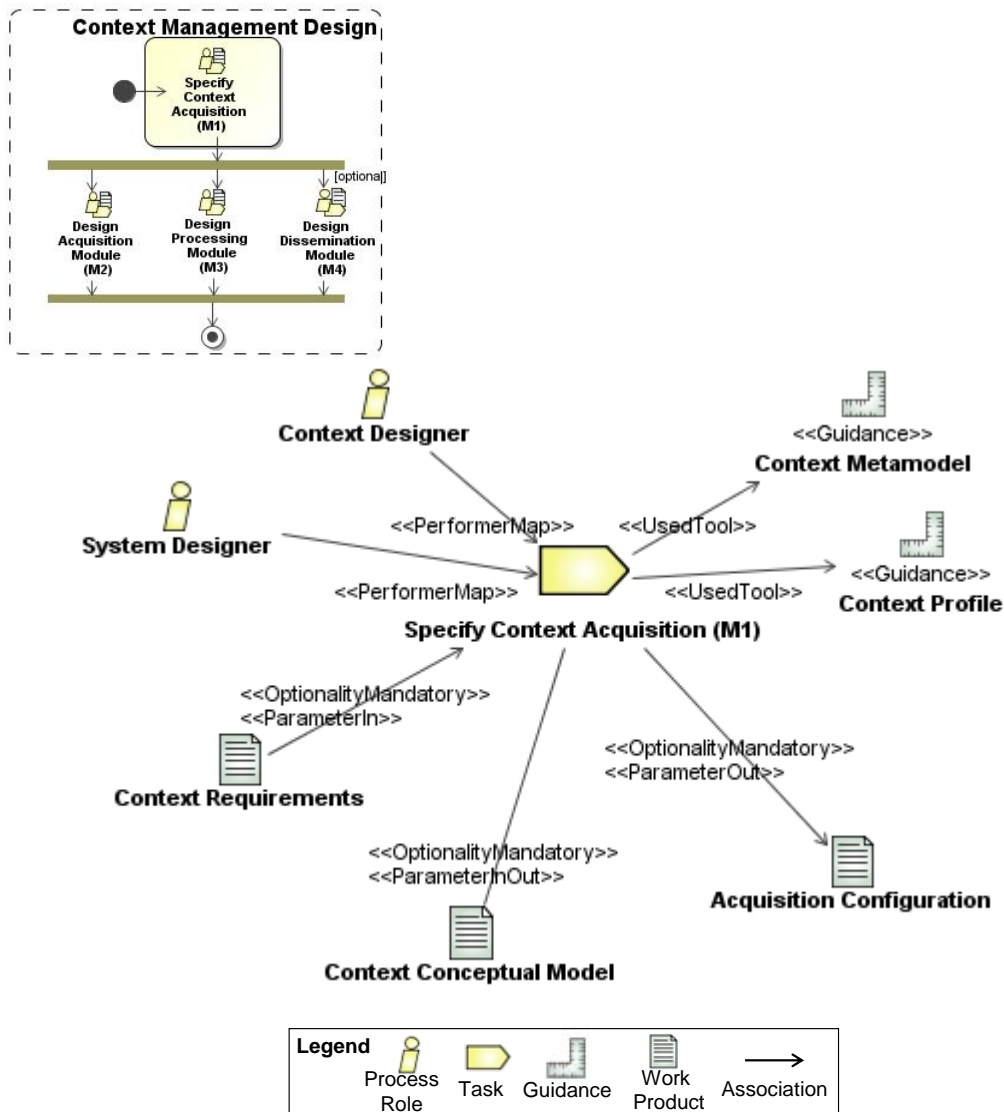 Context Management Design
Specify
Context
Acquisition
(M1)
[optional]
Design
Acquisition
Module
(M2)
Design
Processing
Module
(M3)
Design
Dissemination
Module
(M4)
Context Designer
<<Guidance>>
Context Metamodel
System Designer
<<PerformerMap>>
<<UsedTool>>
<<Guidance>>
Context Profile
<<PerformerMap>>
<<UsedTool>>
Specify Context Acquisition (M1)
<<OptionalityMandatory>>
<<ParameterIn>>
Context Requirements
<<OptionalityMandatory>>
<<ParameterOut>>
Acquisition Configuration
<<OptionalityMandatory>>
<<ParameterInOut>>
Context Conceptual Model
Legend
Process
Role
Task
Guidance
Work
Product
Association